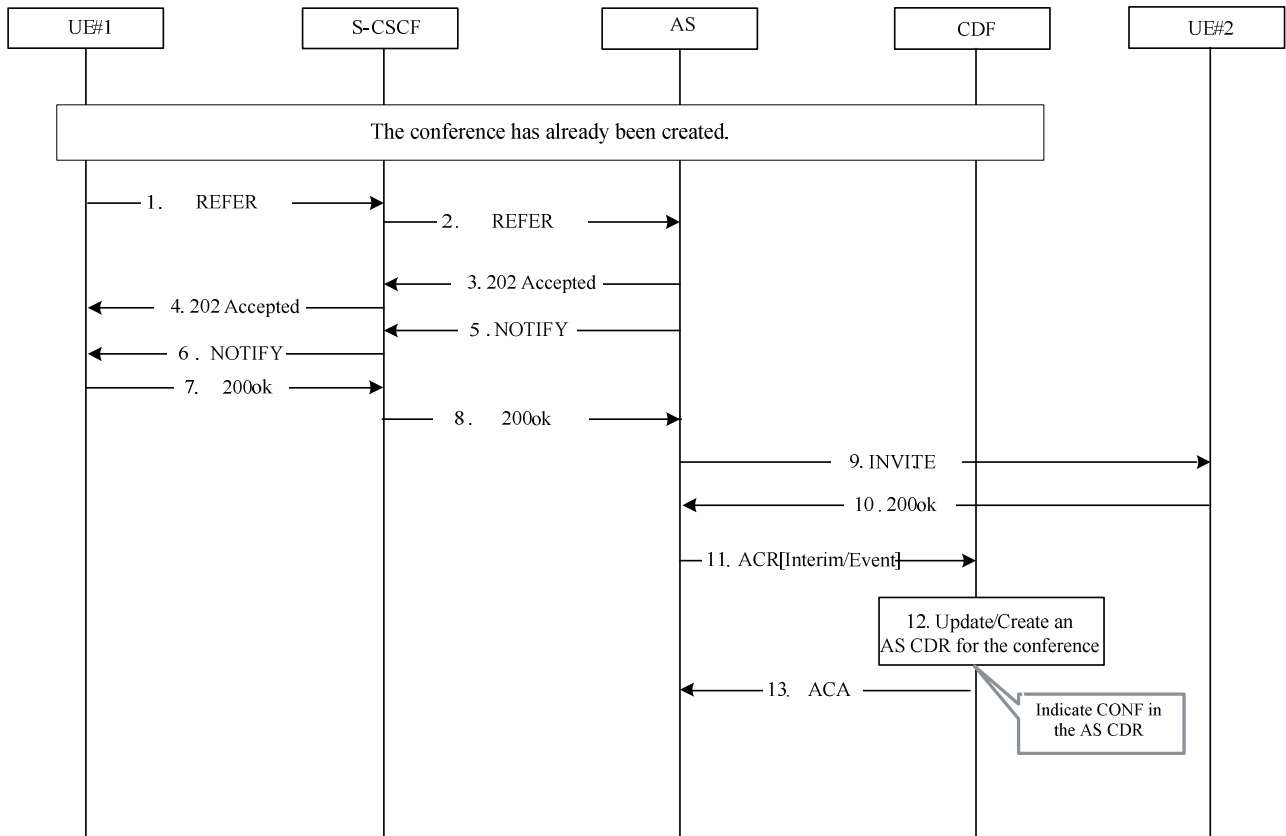 UE#1
S-CSCF
AS
CDF
UE#2
The conference has already been created.
1. REFER
2. REFER
3. 202 Accepted
4. 202 Accepted
5 . NOTIFY
6 . NOTIFY
7. 200ok
8 . 200ok
9. INVITE
10 . 200ok
11. ACR[Interim/Event]
12. Update/Create an
AS CDR for the conference
13. ACA
Indicate CONF in
the AS CDR